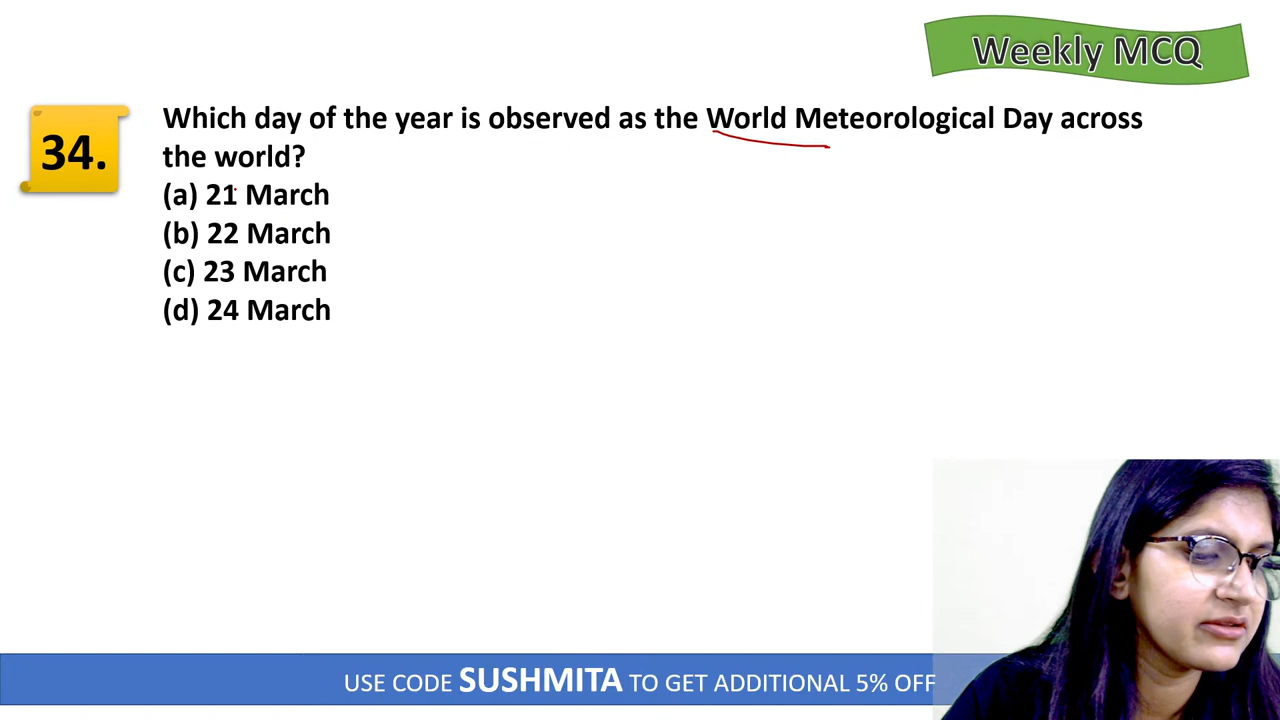 Weekly MCQ
34.
Which day of the year is observed as the World Meteorological Day across
the world?
(a) 21 March
(b) 22 March
(c) 23 March
(d) 24 March
USE CODE SUSHMITA TO GET ADDITIONAL 5% OFF